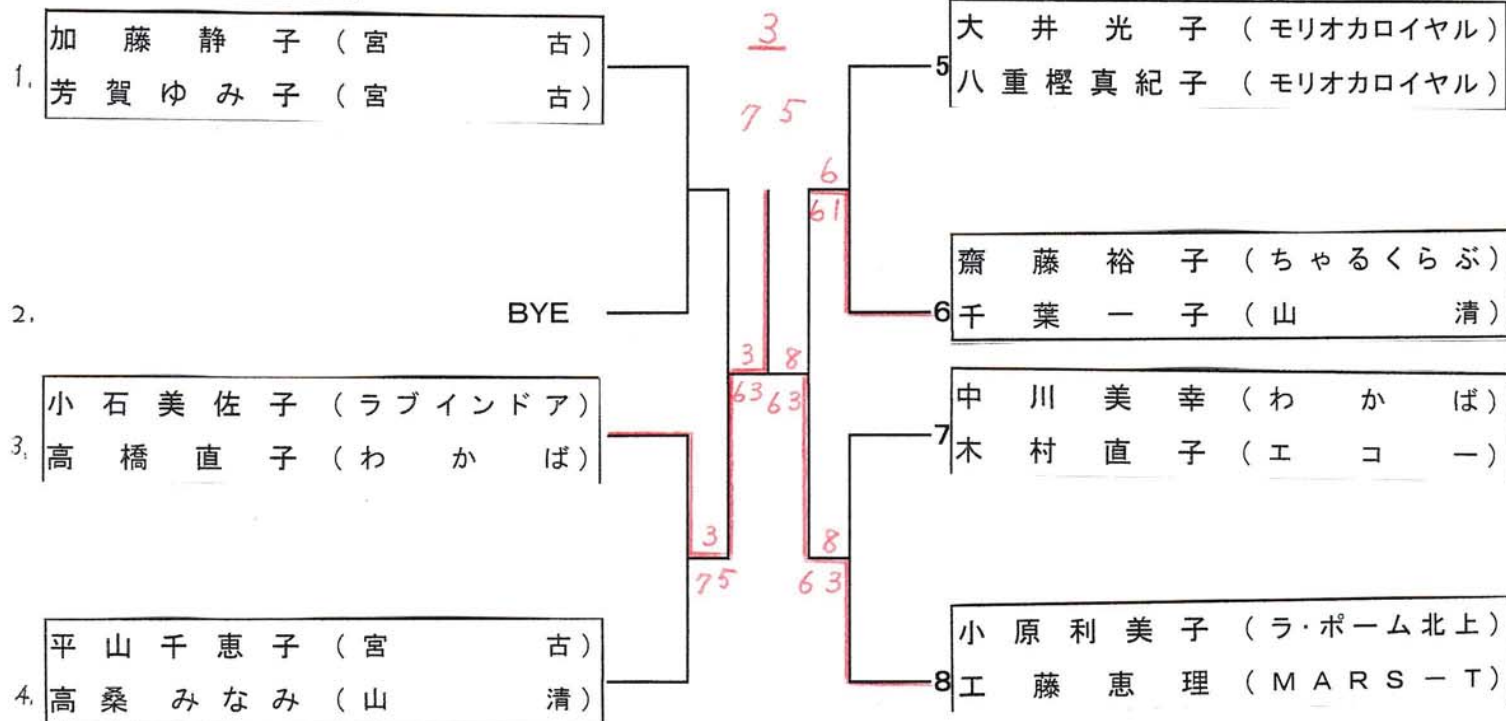 1. 加藤静子（宮古）
芳賀ゆみ子（宮古）
2. BYE
3. 小石美佐子（ラブインドア）
高橋直子（わかば）
4. 平山千恵子（宮古）
高桑みなみ（山清）
3
75
3
63
8
63
3
75
6
61
8
63
5 大井光子（モリオカロイヤル）
八重樫真紀子（モリオカロイヤル）
6 齋藤裕子（ちゃるくらぶ）
千葉一子（山清）
7 中川美幸（わかば）
木村直子（エコー）
8 小原利美子（ラ・ポーム北上）
工藤恵理（MARS－T）